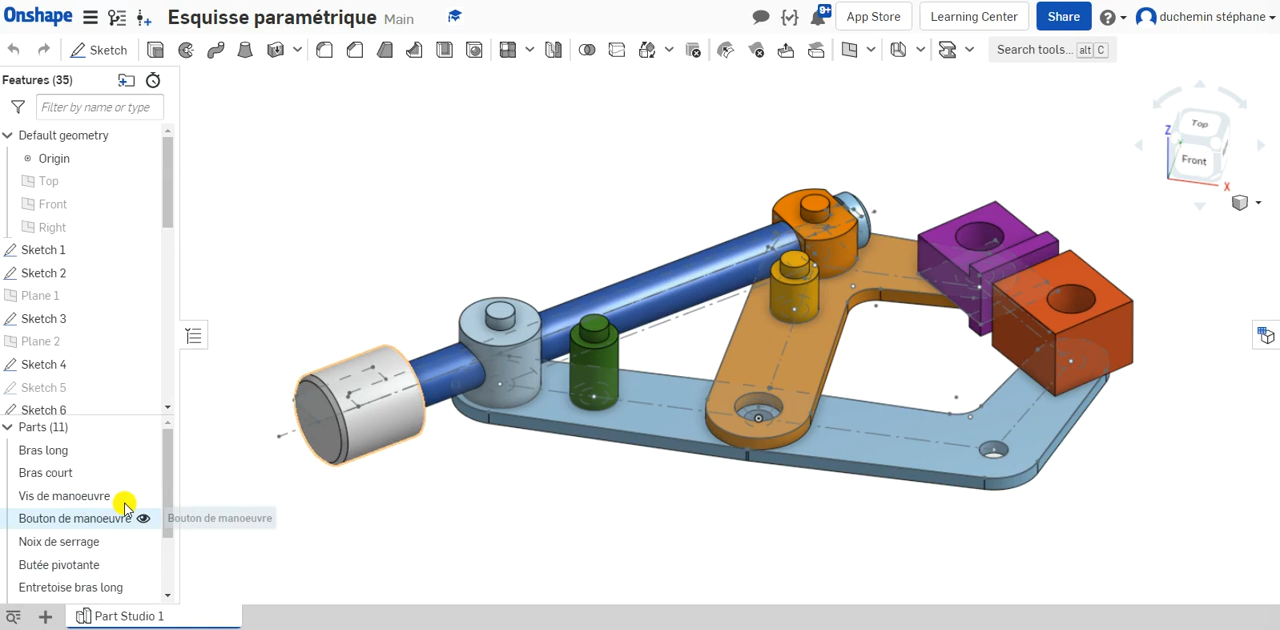 Onshape Esquisse paramétrique Main 9+ App Store Learning Center Share duchemin stéphane
Sketch Search tools... alt C
Features (35)
Filter by name or type
Default geometry
Origin
Top
Front
Right
Sketch 1
Sketch 2
Plane 1
Sketch 3
Plane 2
Sketch 4
Sketch 5
Sketch 6
Parts (11)
Bras long
Bras court
Vis de manoeuvre
Bouton de manoeuvre Bouton de manoeuvre
Noix de serrage
Butée pivotante
Entretoise bras long
Part Studio 1
Top
Z
Front
X